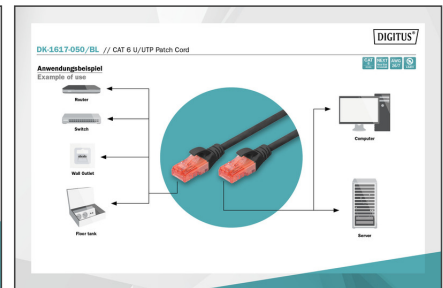 DIGITUS®
DK-1617-050/BL // CAT 6 U/UTP Patch Cord
CAT
Anwendungsbeispiel
Example of use
Router
Switch
Wall Outlet
Floor tank
Computer
Server